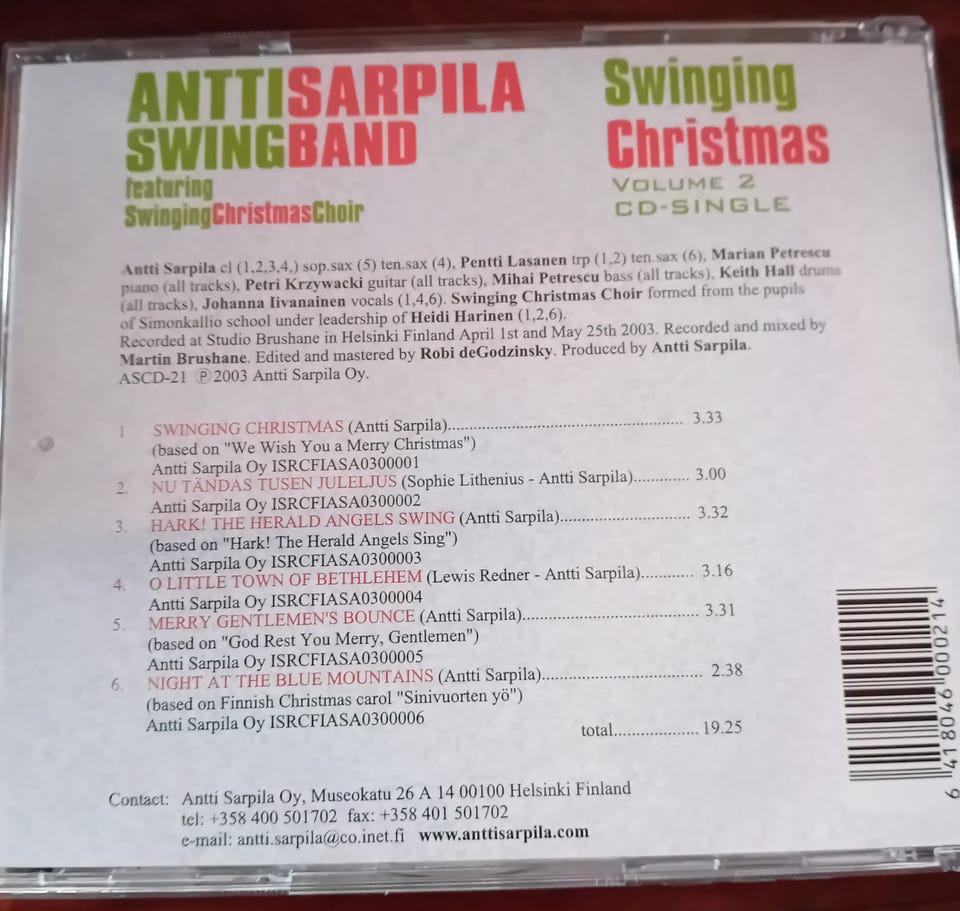 ANTTISARPILA
SWINGBAND
featuring
SwingingChristmasChoir
Swinging
Christmas
VOLUME 2
CD-SINGLE
Antti Sarpila cl (1,2,3,4,) sop.sax (5) ten.sax (4), Pentti Lasanen trp (1,2) ten.sax (6), Marian Petrescu
piano (all tracks), Petri Krzywacki guitar (all tracks), Mihai Petrescu bass (all tracks), Keith Hall drums
(all tracks), Johanna Iivanainen vocals (1,4,6). Swinging Christmas Choir formed from the pupils
of Simonkallio school under leadership of Heidi Harinen (1,2,6).
Recorded at Studio Brushane in Helsinki Finland April 1st and May 25th 2003. Recorded and mixed by
Martin Brushane. Edited and mastered by Robi deGodzinsky. Produced by Antti Sarpila.
ASCD-21 Ⓟ 2003 Antti Sarpila Oy.
1 SWINGING CHRISTMAS (Antti Sarpila)................................................ 3.33
(based on "We Wish You a Merry Christmas")
Antti Sarpila Oy ISRCFIASA0300001
2. NU TÄNDAS TUSEN JULELJUS (Sophie Lithenius - Antti Sarpila)............. 3.00
Antti Sarpila Oy ISRCFIASA0300002
3. HARK! THE HERALD ANGELS SWING (Antti Sarpila)........................... 3.32
(based on "Hark! The Herald Angels Sing")
Antti Sarpila Oy ISRCFIASA0300003
4. O LITTLE TOWN OF BETHLEHEM (Lewis Redner - Antti Sarpila)............ 3.16
Antti Sarpila Oy ISRCFIASA0300004
5. MERRY GENTLEMEN'S BOUNCE (Antti Sarpila).................................... 3.31
(based on "God Rest You Merry, Gentlemen")
Antti Sarpila Oy ISRCFIASA0300005
6. NIGHT AT THE BLUE MOUNTAINS (Antti Sarpila)................................. 2.38
(based on Finnish Christmas carol "Sinivuorten yö")
Antti Sarpila Oy ISRCFIASA0300006
total................... 19.25
6 418046 000214
Contact: Antti Sarpila Oy, Museokatu 26 A 14 00100 Helsinki Finland
tel: +358 400 501702 fax: +358 401 501702
e-mail: antti.sarpila@co.inet.fi www.anttisarpila.com